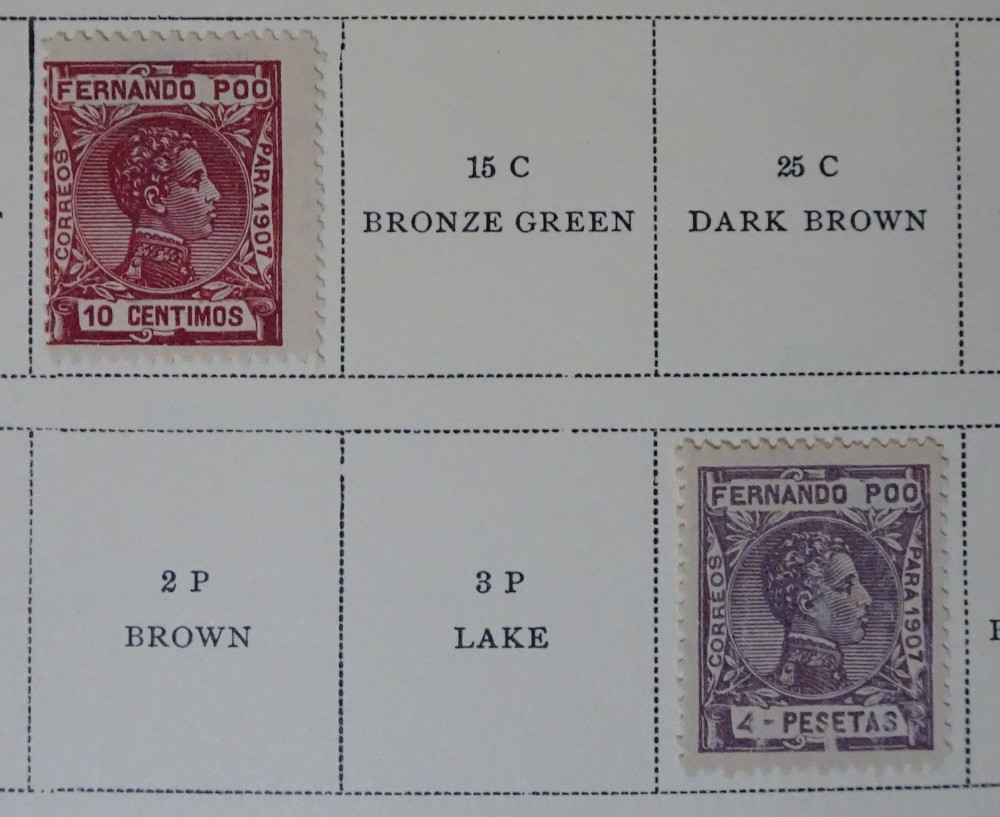 FERNANDO POO
CORREOS
PARA 1907
10 CENTIMOS
15 C
BRONZE GREEN
25 C
DARK BROWN
2 P
BROWN
3 P
LAKE
FERNANDO POO
CORREOS
PARA 1907
4 - PESETAS